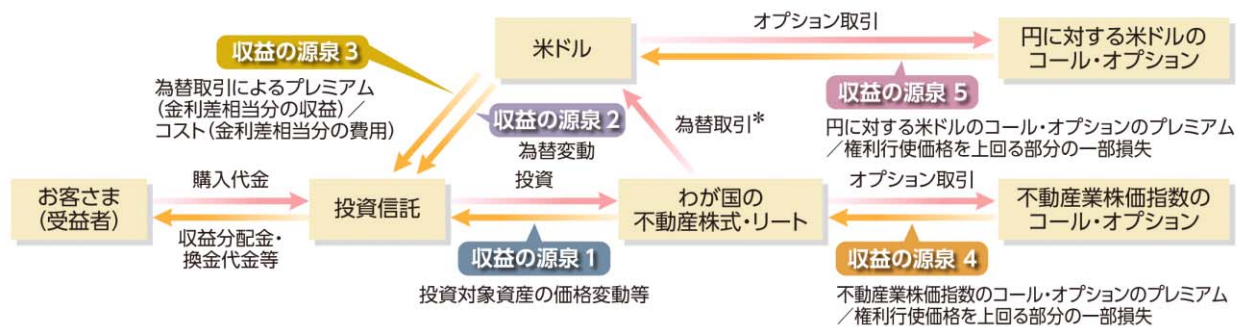 収益の源泉 3
為替取引によるプレミアム
(金利差相当分の収益)/
コスト(金利差相当分の費用)
米ドル
オプション取引
円に対する米ドルの
コール・オプション
収益の源泉 5
円に対する米ドルのコール・オプションのプレミアム
/権利行使価格を上回る部分の一部損失
収益の源泉 2
為替変動
為替取引*
お客さま
(受益者)
購入代金
収益分配金・
換金代金等
投資信託
投資
収益の源泉 1
投資対象資産の価格変動等
わが国の
不動産株式・リート
オプション取引
不動産業株価指数の
コール・オプション
収益の源泉 4
不動産業株価指数のコール・オプションのプレミアム
/権利行使価格を上回る部分の一部損失